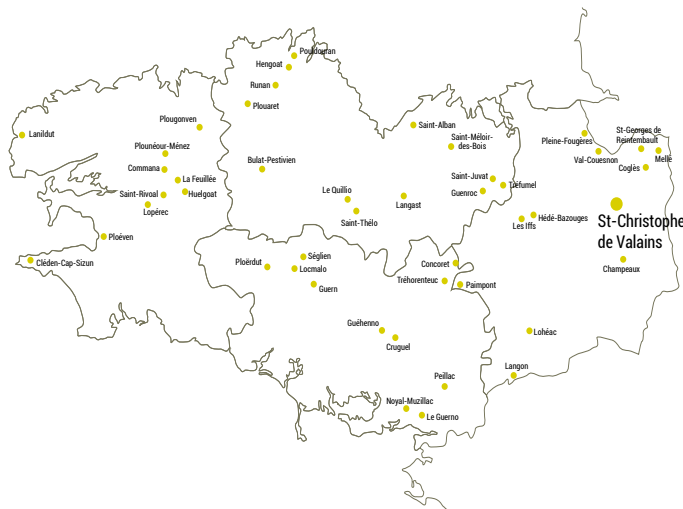 Pouldouran
Hengoat
Runan
Plouaret
Plougonven
Lanildut
Plounéour-Ménez
Commana
La Feuillée
Saint-Rivoal
Huelgoat
Lopérec
Ploéven
Cléden-Cap-Sizun
Bulat-Pestivien
Saint-Alban
Saint-Méloir-
des-Bois
Saint-Juvat
Tréfumel
Guenroc
Le Quillio
Langast
Saint-Thélo
Pleine-Fougères
St-Georges de
Reintembault
Val-Couesnon
Mellé
Coglès
Hédé-Bazouges
Les Iffs
St-Christophe
de Valains
Champeaux
Séglien
Ploërdut
Locmalo
Guern
Concoret
Tréhorenteuc
Paimpont
Guéhenno
Cruguel
Lohéac
Langon
Peillac
Noyal-Muzillac
Le Guerno